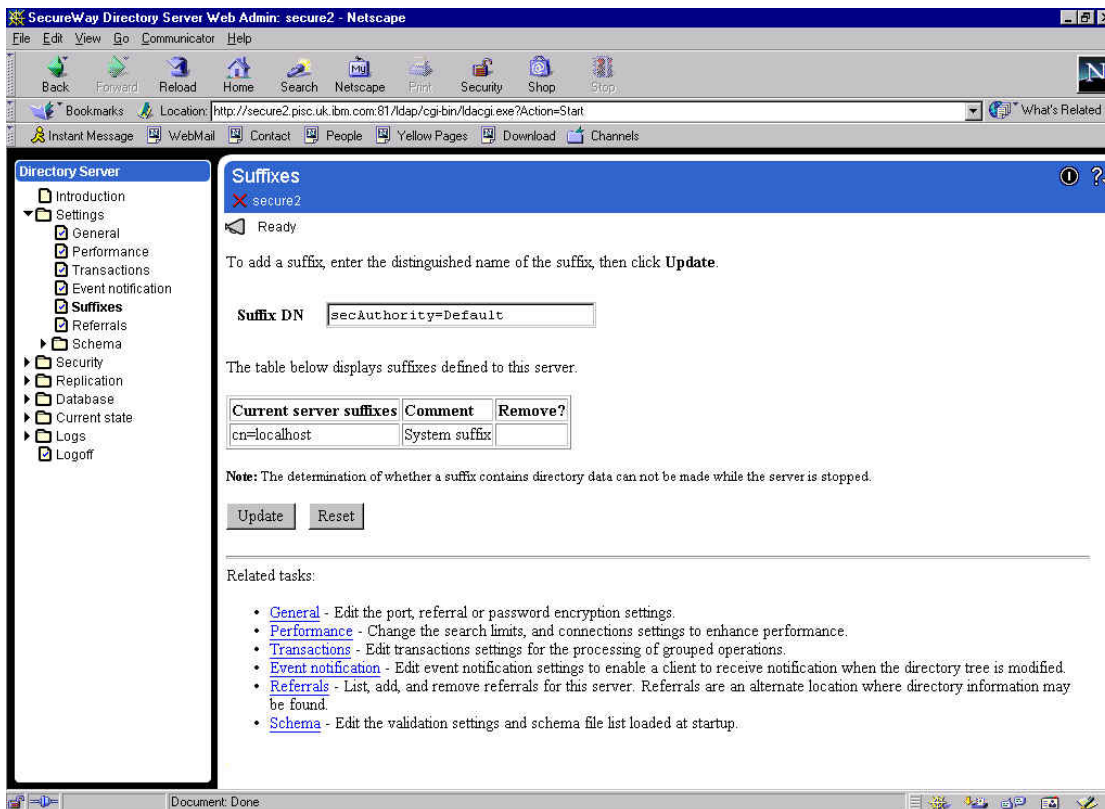 SecureWay Directory Server Web Admin: secure2 - Netscape
File Edit View Go Communicator Help
Back Forward Reload Home Search Netscape Print Security Shop Stop
My
N
Bookmarks Location: http://secure2.pisc.uk.ibm.com:81/ldap/cgi-bin/ldacgi.exe?Action=Start What's Related
Instant Message WebMail Contact People Yellow Pages Download Channels
Directory Server
Introduction
Settings
General
Performance
Transactions
Event notification
Suffixes
Referrals
Schema
Security
Replication
Database
Current state
Logs
Logoff
Suffixes
secure2
Ready
To add a suffix, enter the distinguished name of the suffix, then click Update.
Suffix DN secAuthority=Default
The table below displays suffixes defined to this server.
Current server suffixes Comment Remove?
cn=localhost System suffix
Note: The determination of whether a suffix contains directory data can not be made while the server is stopped.
Update Reset
Related tasks:
• General - Edit the port, referral or password encryption settings.
• Performance - Change the search limits, and connections settings to enhance performance.
• Transactions - Edit transactions settings for the processing of grouped operations.
• Event notification - Edit event notification settings to enable a client to receive notification when the directory tree is modified.
• Referrals - List, add, and remove referrals for this server. Referrals are an alternate location where directory information may
be found.
• Schema - Edit the validation settings and schema file list loaded at startup.
Document: Done